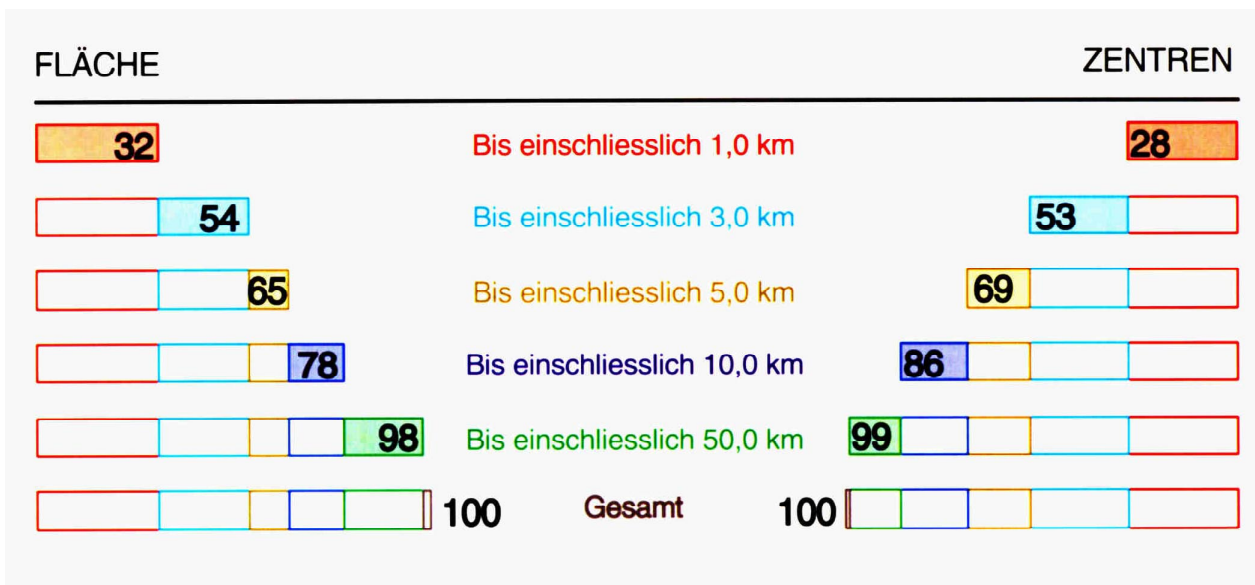 FLÄCHE ZENTREN
32 Bis einschliesslich 1,0 km 28
54 Bis einschliesslich 3,0 km 53
65 Bis einschliesslich 5,0 km 69
78 Bis einschliesslich 10,0 km 86
98 Bis einschliesslich 50,0 km 99
100 Gesamt 100